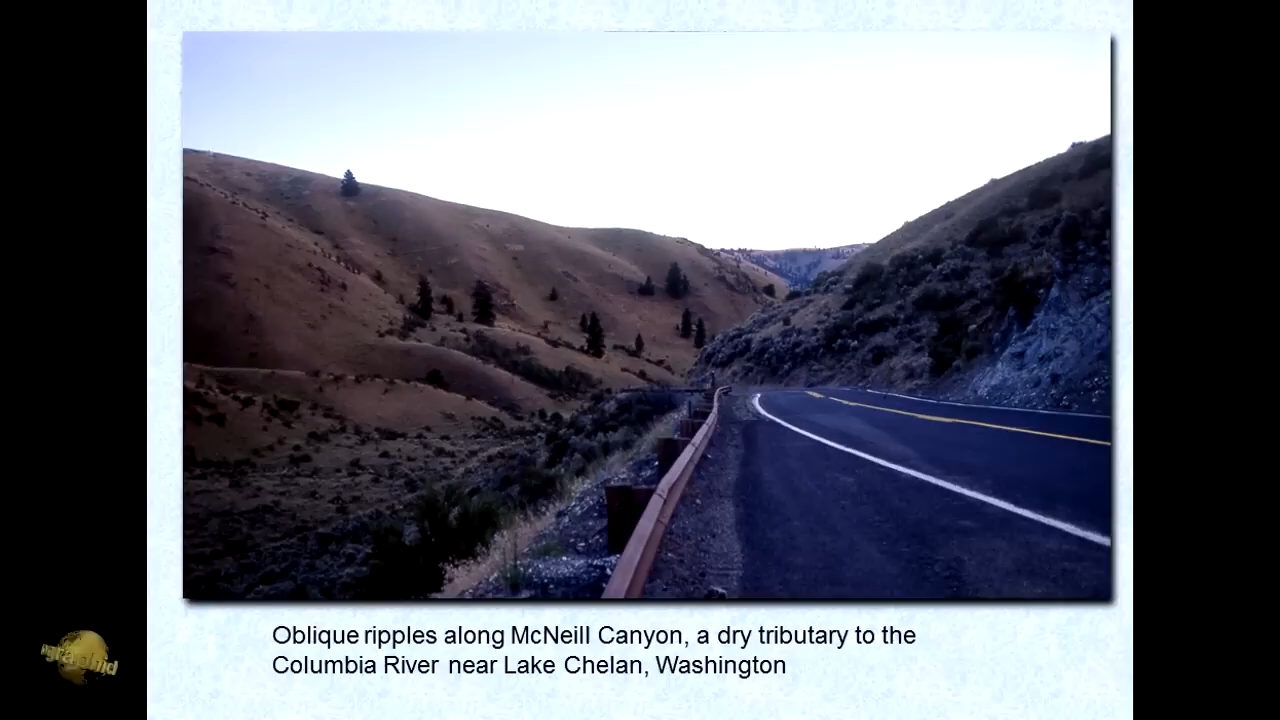 Oblique ripples along McNeill Canyon, a dry tributary to the
Columbia River near Lake Chelan, Washington